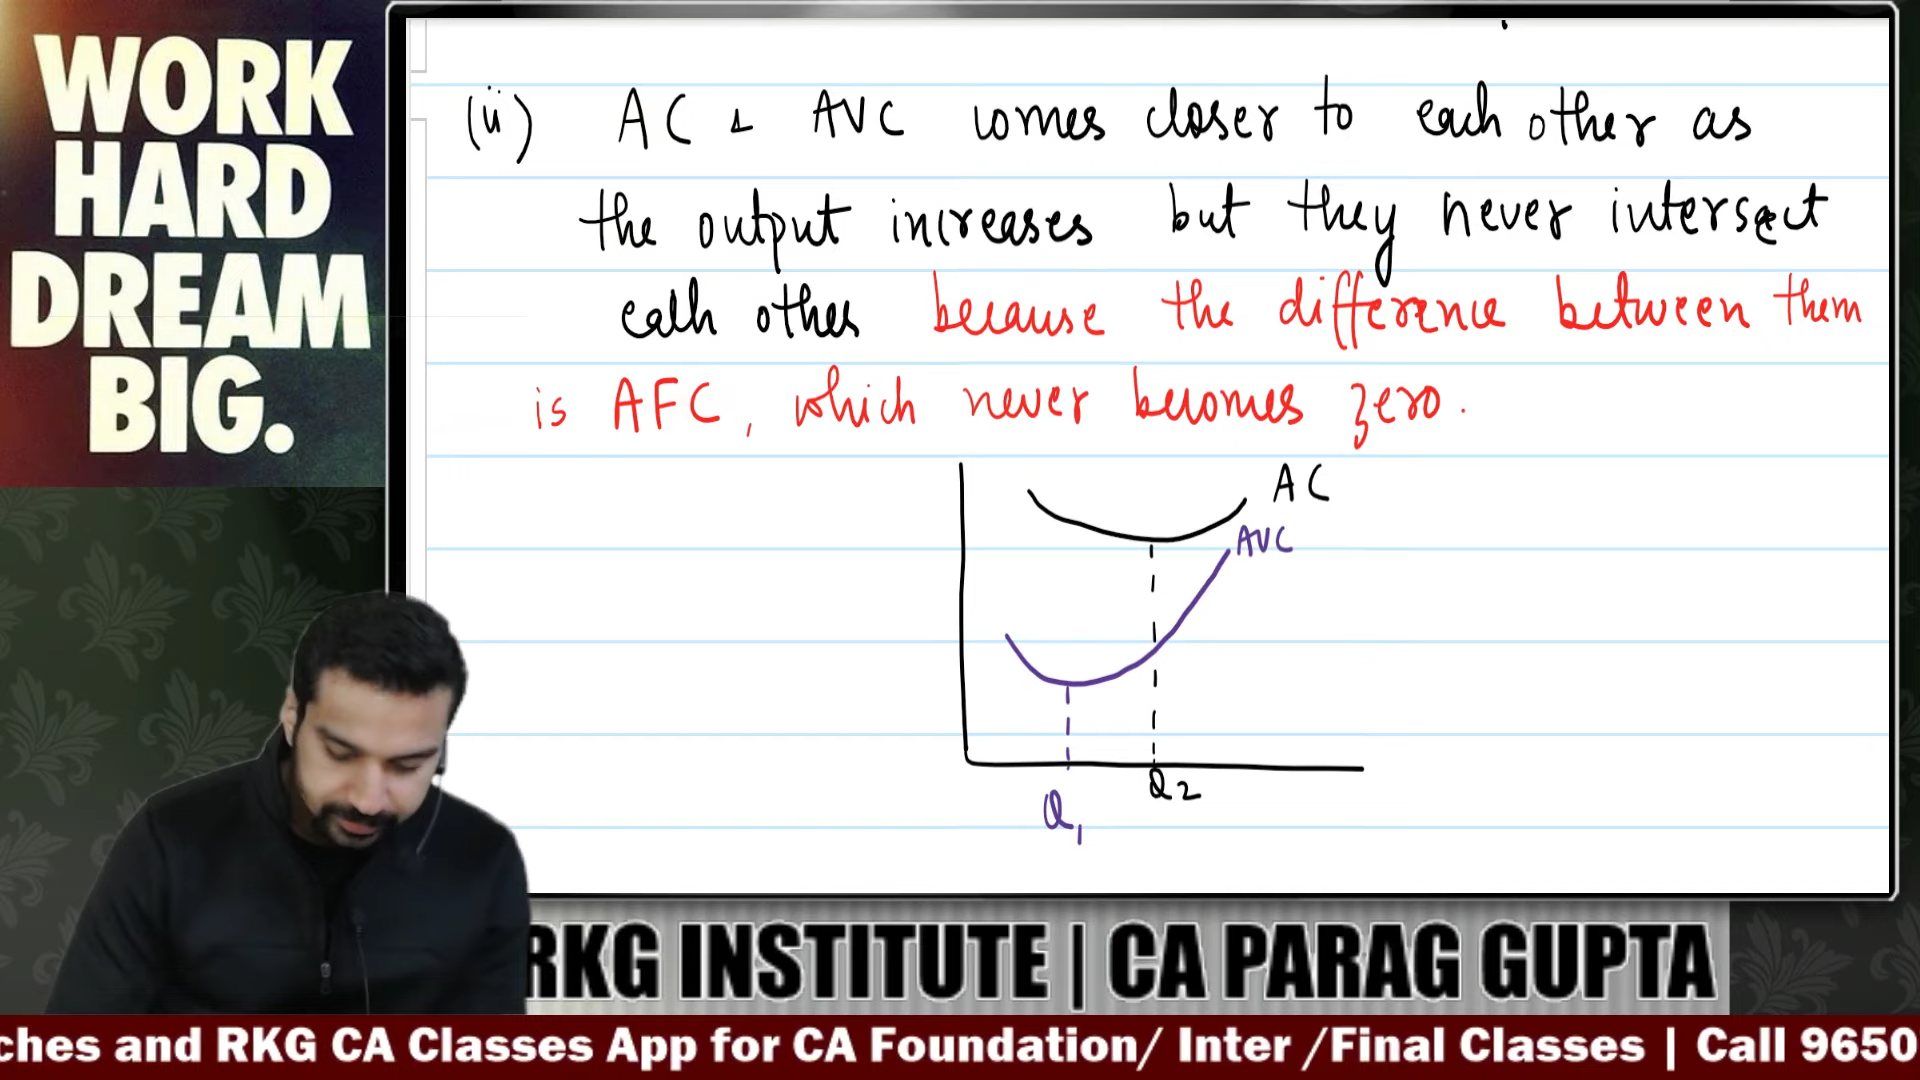 WORK
HARD
DREAM
BIG.
(ii) AC & AVC comes closer to each other as
the output increases but they never intersect
each other because the difference between them
is AFC, which never becomes zero.
AC
AVC
Q2
Q1
RKG INSTITUTE | CA PARAG GUPTA
ches and RKG CA Classes App for CA Foundation/ Inter /Final Classes | Call 9650